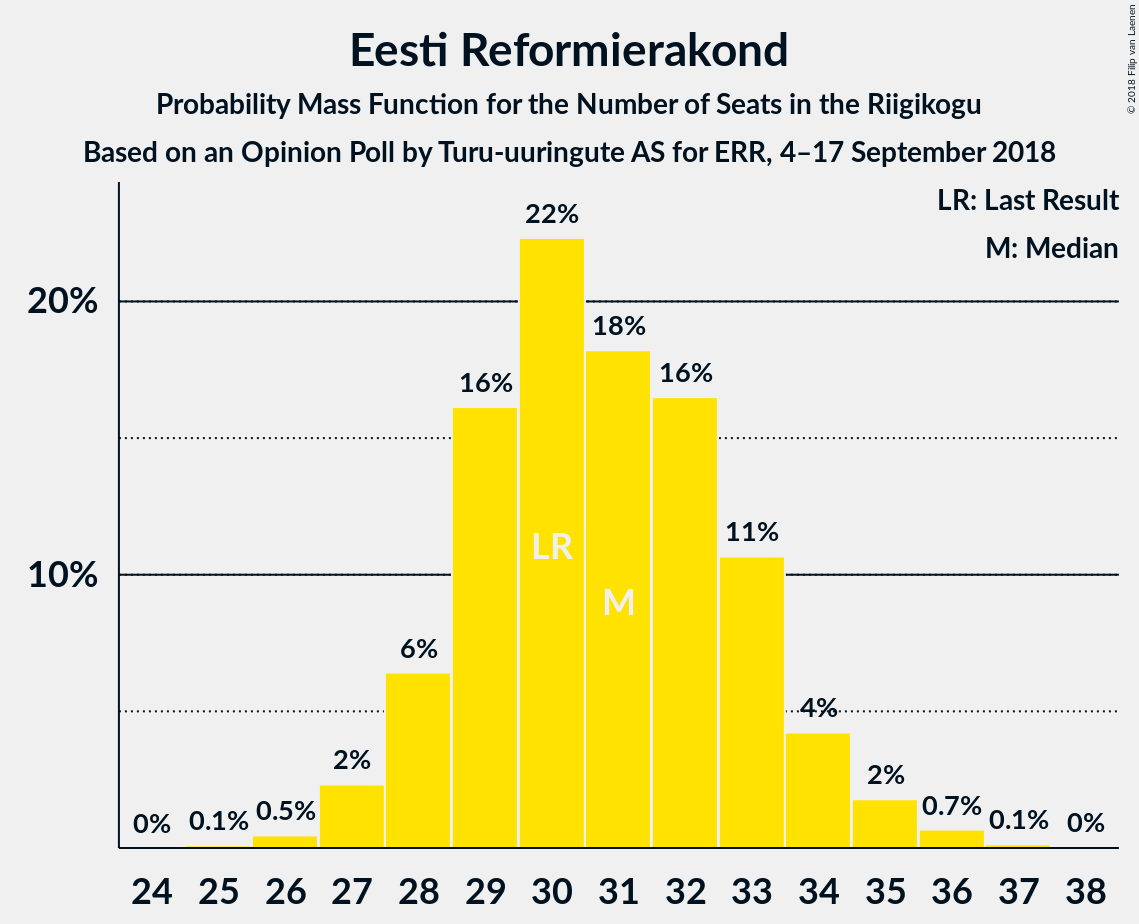 Eesti Reformierakond
Probability Mass Function for the Number of Seats in the Riigikogu
Based on an Opinion Poll by Turu-uuringute AS for ERR, 4–17 September 2018
© 2018 Filip van Laenen
LR: Last Result
M: Median
20%
10%
0%
0.1%
0.5%
2%
6%
16%
22%
18%
16%
11%
4%
2%
0.7%
0.1%
0%
LR
M
24 25 26 27 28 29 30 31 32 33 34 35 36 37 38